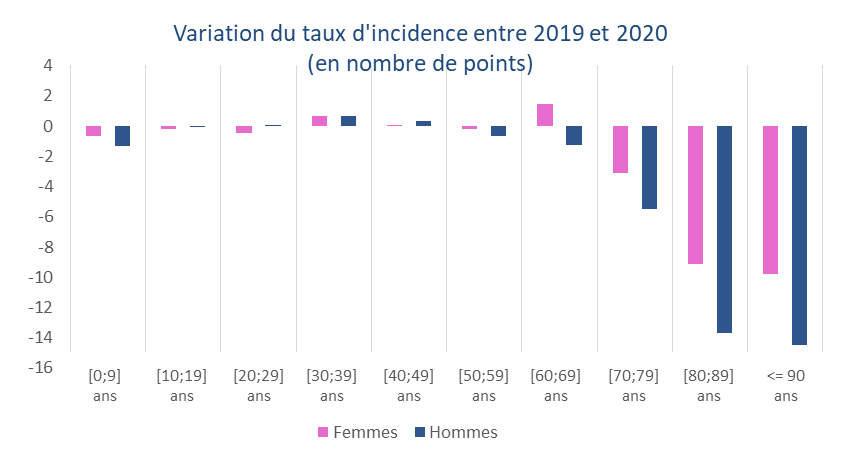 Variation du taux d'incidence entre 2019 et 2020
(en nombre de points)
4
2
0
-2
-4
-6
-8
-10
-12
-14
-16
[0;9] [10;19] [20;29] [30;39] [40;49] [50;59] [60;69] [70;79] [80;89] <= 90
ans ans ans ans ans ans ans ans ans ans
Femmes Hommes